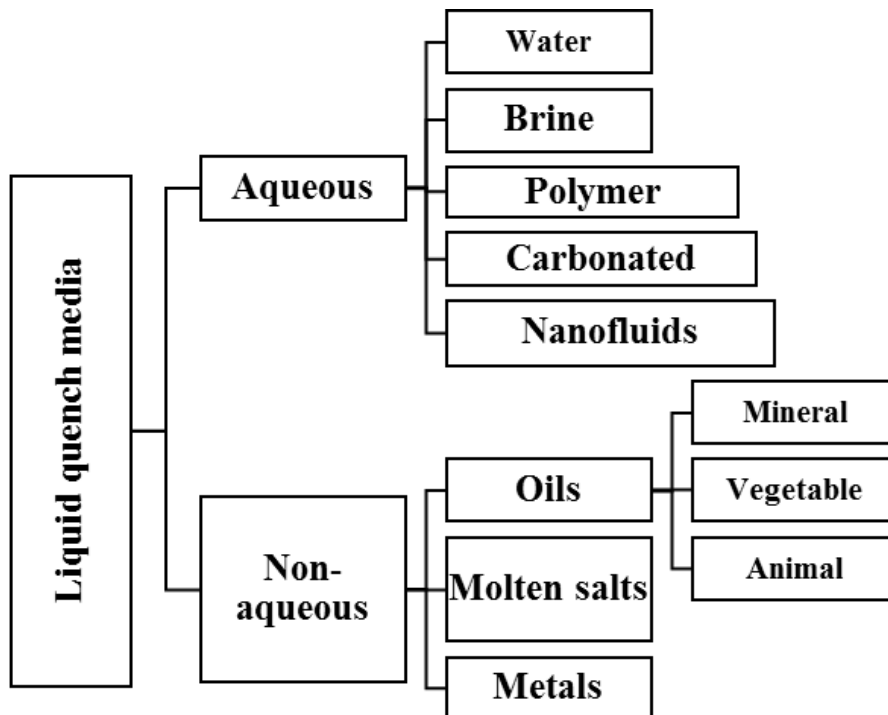 Liquid quench media
Aqueous
Water
Brine
Polymer
Carbonated
Nanofluids
Non-
aqueous
Oils
Mineral
Vegetable
Animal
Molten salts
Metals